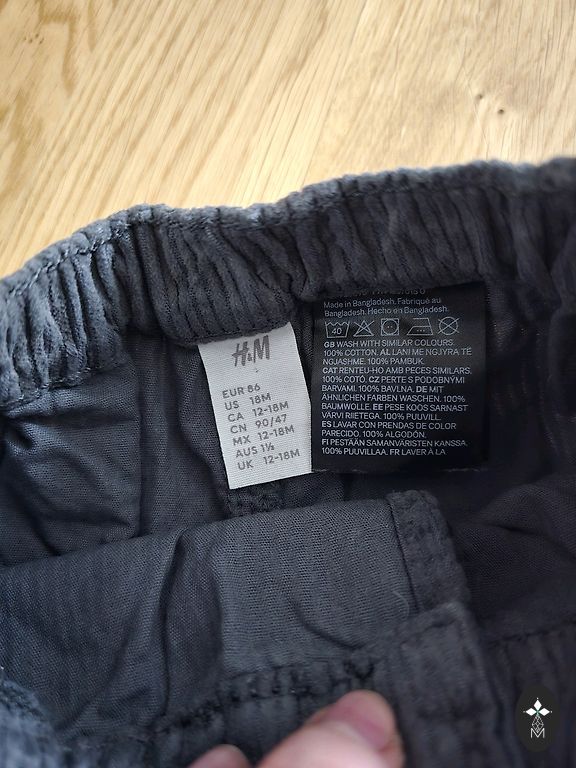 H&M
EUR 86
US 18M
CA 12-18M
CN 90/47
MX 12-18M
AUS 1½
UK 12-18M
Made in Bangladesh. Fabriqué au
Bangladesh. Hecho en Bangladesh.
40
GB WASH WITH SIMILAR COLOURS.
100% COTTON. AL LANI ME NGJYRA TË
NGJASHME. 100% PAMBUK.
CAT RENTEU-HO AMB PECES SIMILARS.
100% COTÓ. CZ PERTE S PODOBNÝMI
BARVAMI. 100% BAVLNA. DE MIT
ÄHNLICHEN FARBEN WASCHEN. 100%
BAUMWOLLE. EE PESE KOOS SARNAST
VÄRVI RIIETEGA. 100% PUUVILL.
ES LAVAR CON PRENDAS DE COLOR
PARECIDO. 100% ALGODÓN.
FI PESTÄÄN SAMANVÄRISTEN KANSSA.
100% PUUVILLAA. FR LAVER À LA